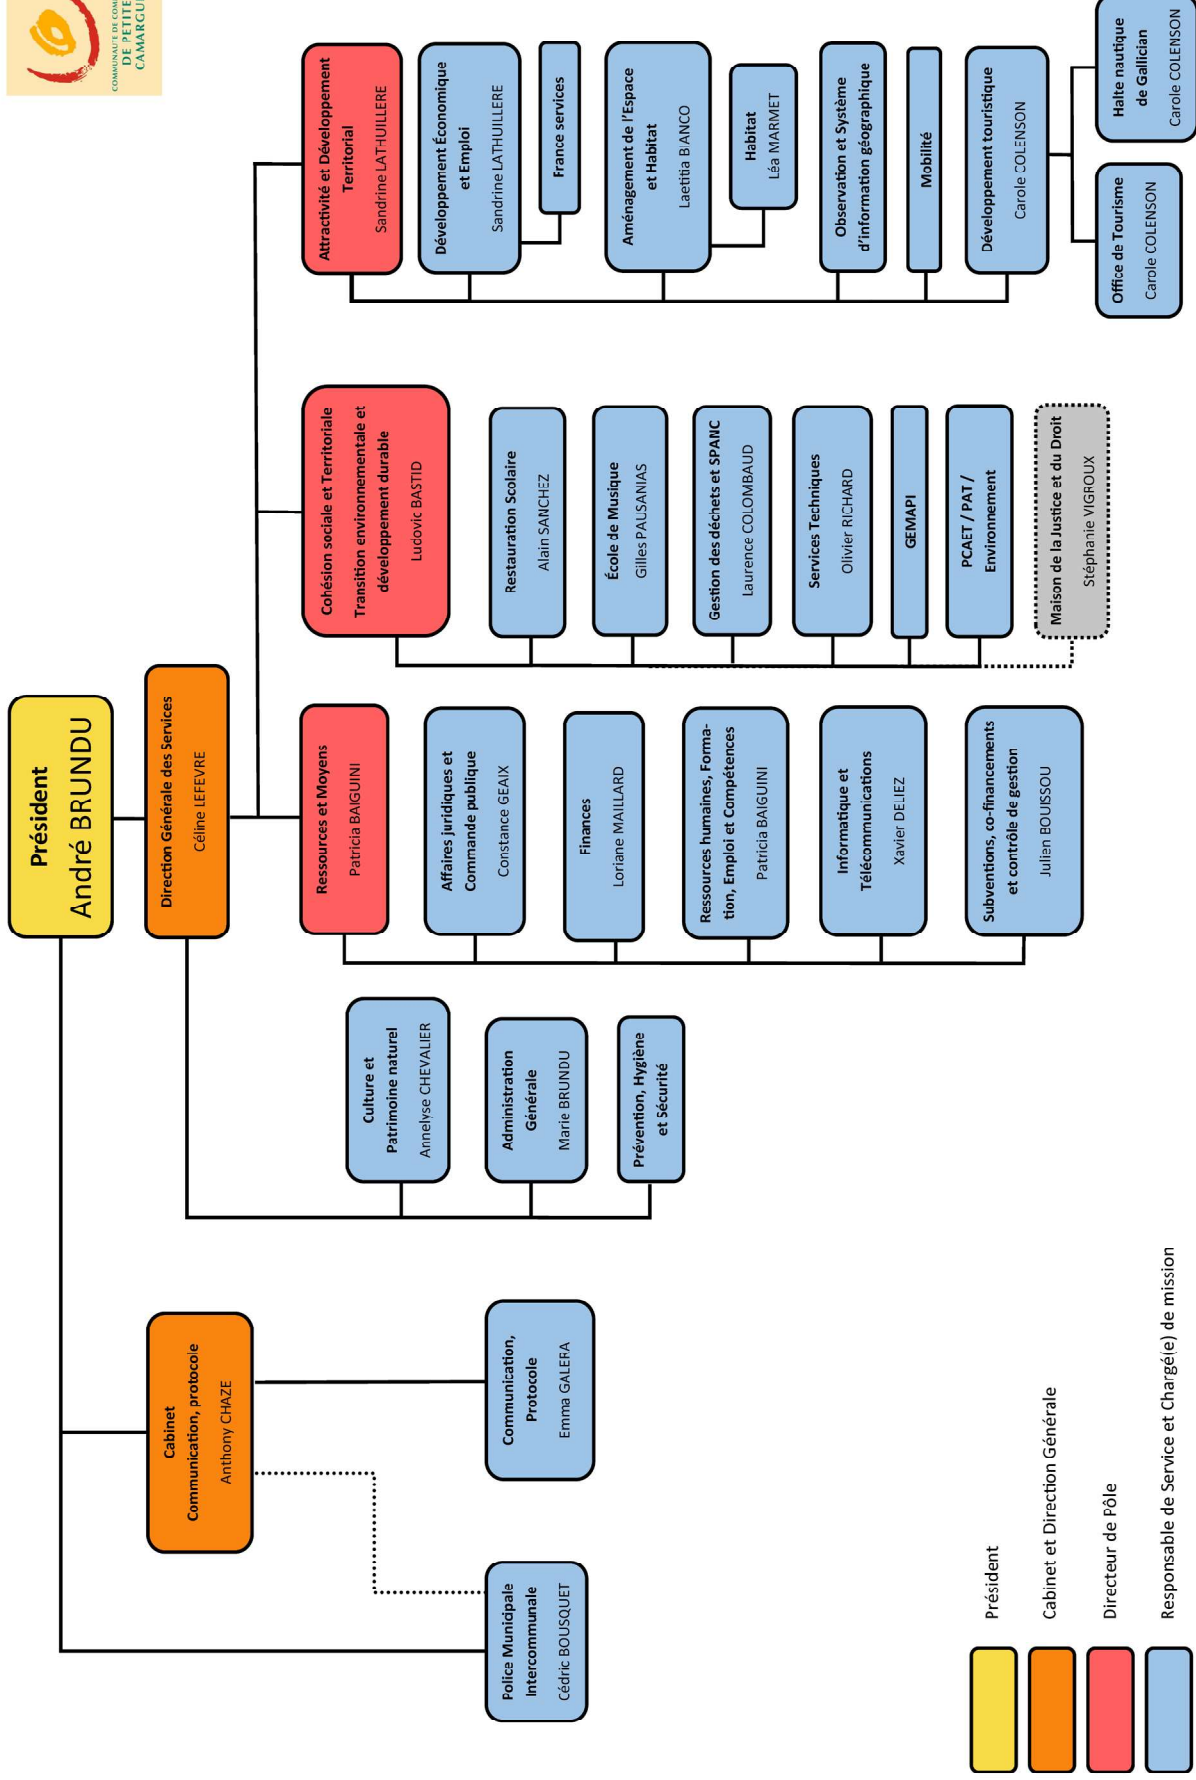 COMMUNAUTÉ DE COM
DE PETITE
CAMARGUE
Président
André BRUNDU
Direction Générale des Services
Céline LEFEVRE
Cabinet
Communication, protocole
Anthony CHAZE
Police Municipale
Intercommunale
Cédric BOUSQUET
Communication,
Protocole
Emma GALERA
Culture et
Patrimoine naturel
Annelyse CHEVALIER
Administration
Générale
Marie BRUNDU
Prévention, Hygiène
et Sécurité
Ressources et Moyens
Patricia BAIGUINI
Affaires juridiques et
Commande publique
Constance GEAIX
Finances
Loriane MAILLARD
Ressources humaines, Forma-
tion, Emploi et Compétences
Patricia BAIGUINI
Informatique et
Télécommunications
Xavier DELIEZ
Subventions, co-financements
et contrôle de gestion
Julien BOUISSOU
Cohésion sociale et Territoriale
Transition environnementale et
développement durable
Ludovic BASTID
Restauration Scolaire
Alain SANCHEZ
École de Musique
Gilles PAUSANIAS
Gestion des déchets et SPANC
Laurence COLOMBAUD
Services Techniques
Olivier RICHARD
GEMAPI
PCAET / PAT /
Environnement
Maison de la Justice et du Droit
Stéphanie VIGROUX
Attractivité et Développement
Territorial
Sandrine LATHUILLERE
Développement Économique
et Emploi
Sandrine LATHUILLERE
France services
Aménagement de l'Espace
et Habitat
Laetitia BIANCO
Habitat
Léa MARMET
Observation et Système
d'information géographique
Mobilité
Développement touristique
Carole COLENSON
Office de Tourisme
Carole COLENSON
Halte nautique
de Gallician
Carole COLENSON
Président
Cabinet et Direction Générale
Directeur de Pôle
Responsable de Service et Chargé(e) de mission